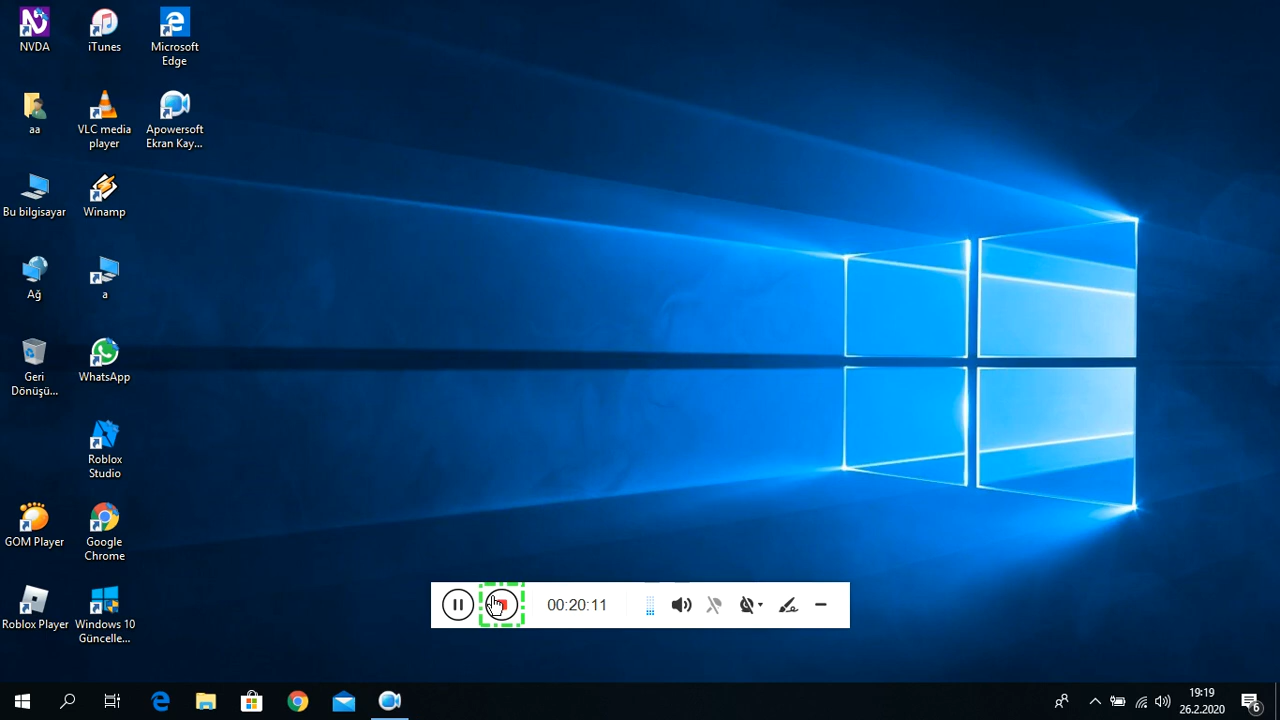 NVDA
iTunes
Microsoft
Edge
aa
VLC media
player
Apowersoft
Ekran Kay...
Bu bilgisayar
Winamp
Ağ
a
Geri
Dönüşü...
WhatsApp
Roblox
Studio
GOM Player
Google
Chrome
Roblox Player
Windows 10
Güncelle...
00:20:11
19:19
26.2.2020
6